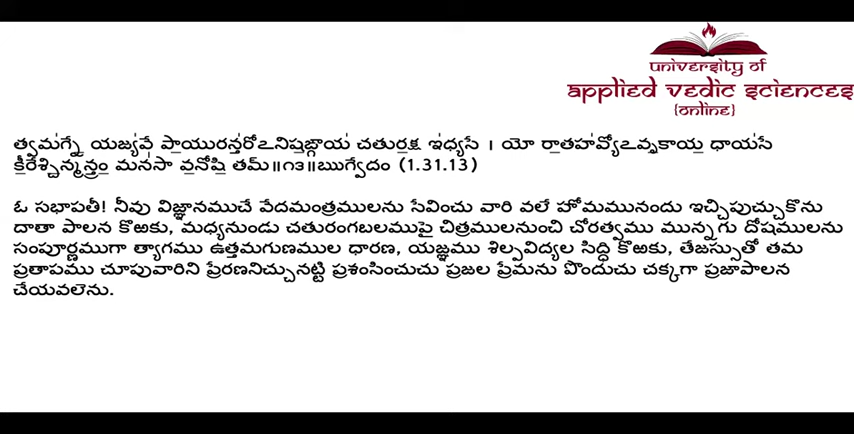 university of
applied vedic sciences
{online}
త్వమ॑గ్నే॒ యజ్య॑వే పా॒యురన్త॑రోఽనిష॒ఙ్గాయ॑ చతుర॒క్ష ఇ॑ధ్యసే । యో రా॒తహ॑వ్యోఽవృకాయ॒ ధాయ॑సే
కీ॒రేశ్చి॒న్మన్త్రం॒ మన॑సా వ॒నోషి॒ తమ్॥౧౩॥ఋగ్వేదం (1.31.13)
ఓ సభాపతీ! నీవు విజ్ఞానముచే వేదమంత్రములను సేవించు వారి వలే హోమమునందు ఇచ్చిపుచ్చుకొను
దాతా పాలన కొఱకు, మధ్యనుండు చతురంగబలముపై చిత్రములనుంచి చోరత్వము మున్నగు దోషములను
సంపూర్ణముగా త్యాగము ఉత్తమగుణముల ధారణ, యజ్ఞము శిల్పవిద్యల సిద్ధి కొఱకు, తేజస్సుతో తమ
ప్రతాపము చూపువారిని ప్రేరణనిచ్చునట్టి ప్రశంసించుచు ప్రజల ప్రేమను పొందుచు చక్కగా ప్రజాపాలన
చేయవలెను.